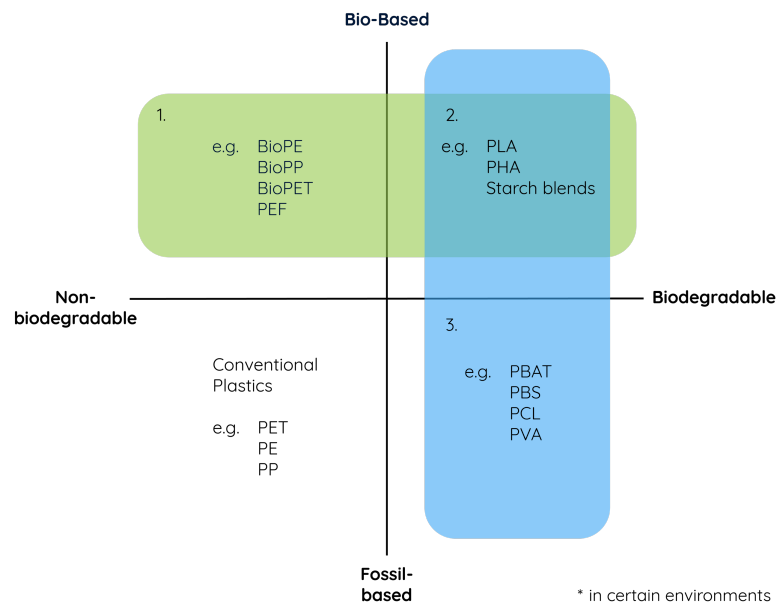 Bio-Based
1.
e.g. BioPE
BioPP
BioPET
PEF
2.
e.g. PLA
PHA
Starch blends
Non-
biodegradable
Biodegradable
Conventional
Plastics
e.g. PET
PE
PP
3.
e.g. PBAT
PBS
PCL
PVA
Fossil-
based
* in certain environments